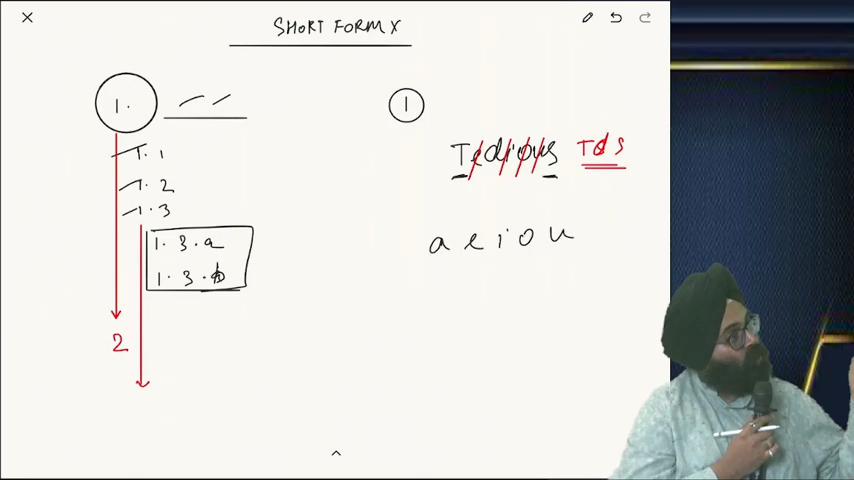 SHORT FORM X
1.
1. 1
1. 2
1. 3
1. 3. a
1. 3. b
2
1
Tedious Tds
a e i o u